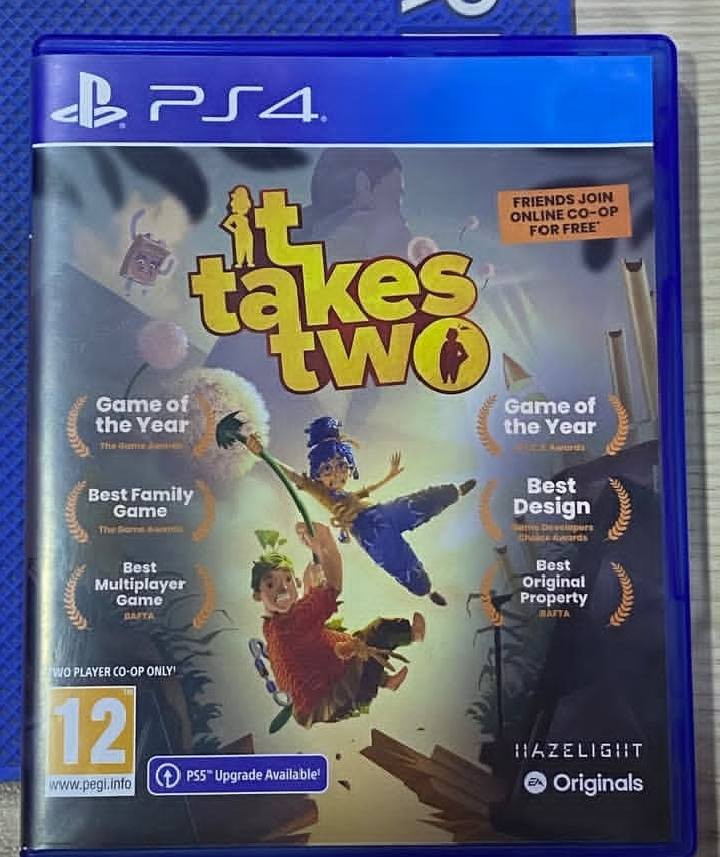 PS4
FRIENDS JOIN
ONLINE CO-OP
FOR FREE*
it
takes
two
Game of
the Year
The Game Awards
Game of
the Year
D.I.C.E. Awards
Best Family
Game
The Game Awards
Best
Design
Game Developers
Choice Awards
Best
Multiplayer
Game
BAFTA
Best
Original
Property
BAFTA
TWO PLAYER CO-OP ONLY!
12
www.pegi.info
PS5™ Upgrade Available!
HAZELIGHT
EA Originals